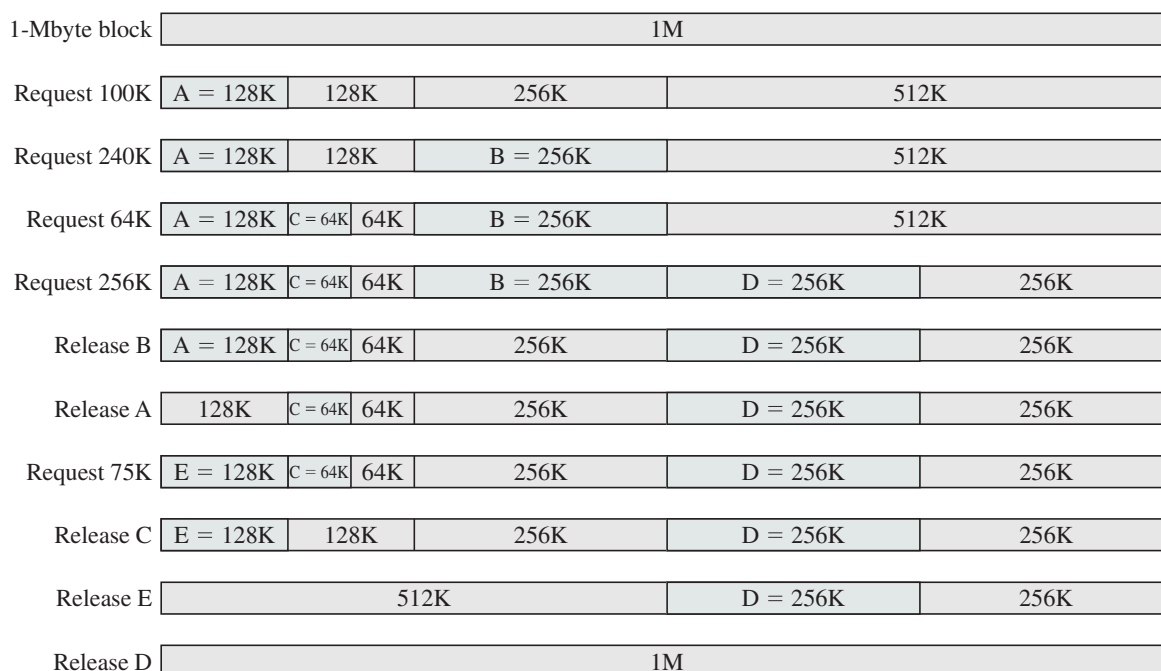 1-Mbyte block 1M
Request 100K A = 128K 128K 256K 512K
Request 240K A = 128K 128K B = 256K 512K
Request 64K A = 128K C = 64K 64K B = 256K 512K
Request 256K A = 128K C = 64K 64K B = 256K D = 256K 256K
Release B A = 128K C = 64K 64K 256K D = 256K 256K
Release A 128K C = 64K 64K 256K D = 256K 256K
Request 75K E = 128K C = 64K 64K 256K D = 256K 256K
Release C E = 128K 128K 256K D = 256K 256K
Release E 512K D = 256K 256K
Release D 1M